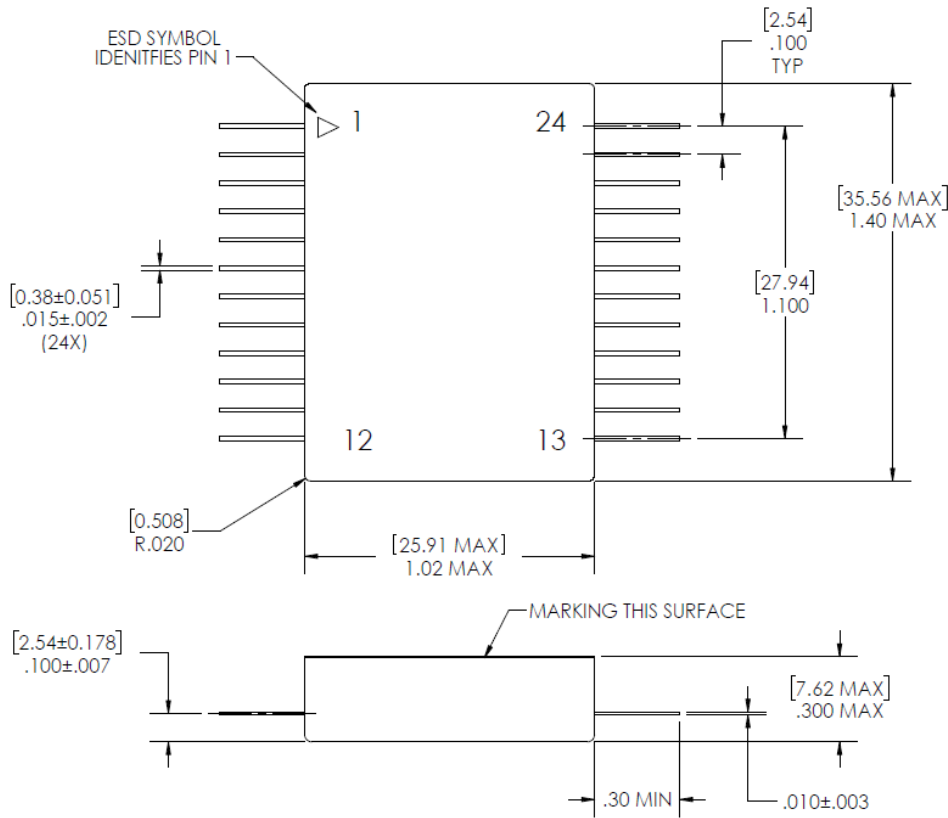 ESD SYMBOL
IDENITFIES PIN 1
[2.54]
.100
TYP
1
24
[35.56 MAX]
1.40 MAX
[0.38±0.051]
.015±.002
(24X)
[27.94]
1.100
12
13
[0.508]
R.020
[25.91 MAX]
1.02 MAX
MARKING THIS SURFACE
[2.54±0.178]
.100±.007
[7.62 MAX]
.300 MAX
.30 MIN
.010±.003